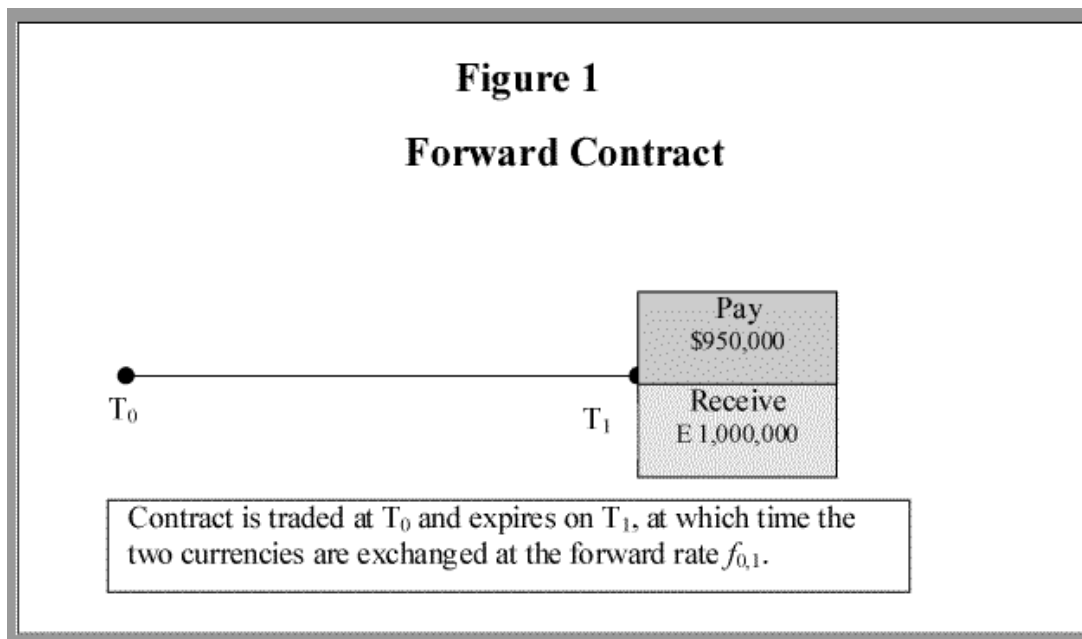 Figure 1
Forward Contract
Pay
$950,000
T₀
T₁
Receive
E 1,000,000
Contract is traded at T₀ and expires on T₁, at which time the
two currencies are exchanged at the forward rate f₀,₁.